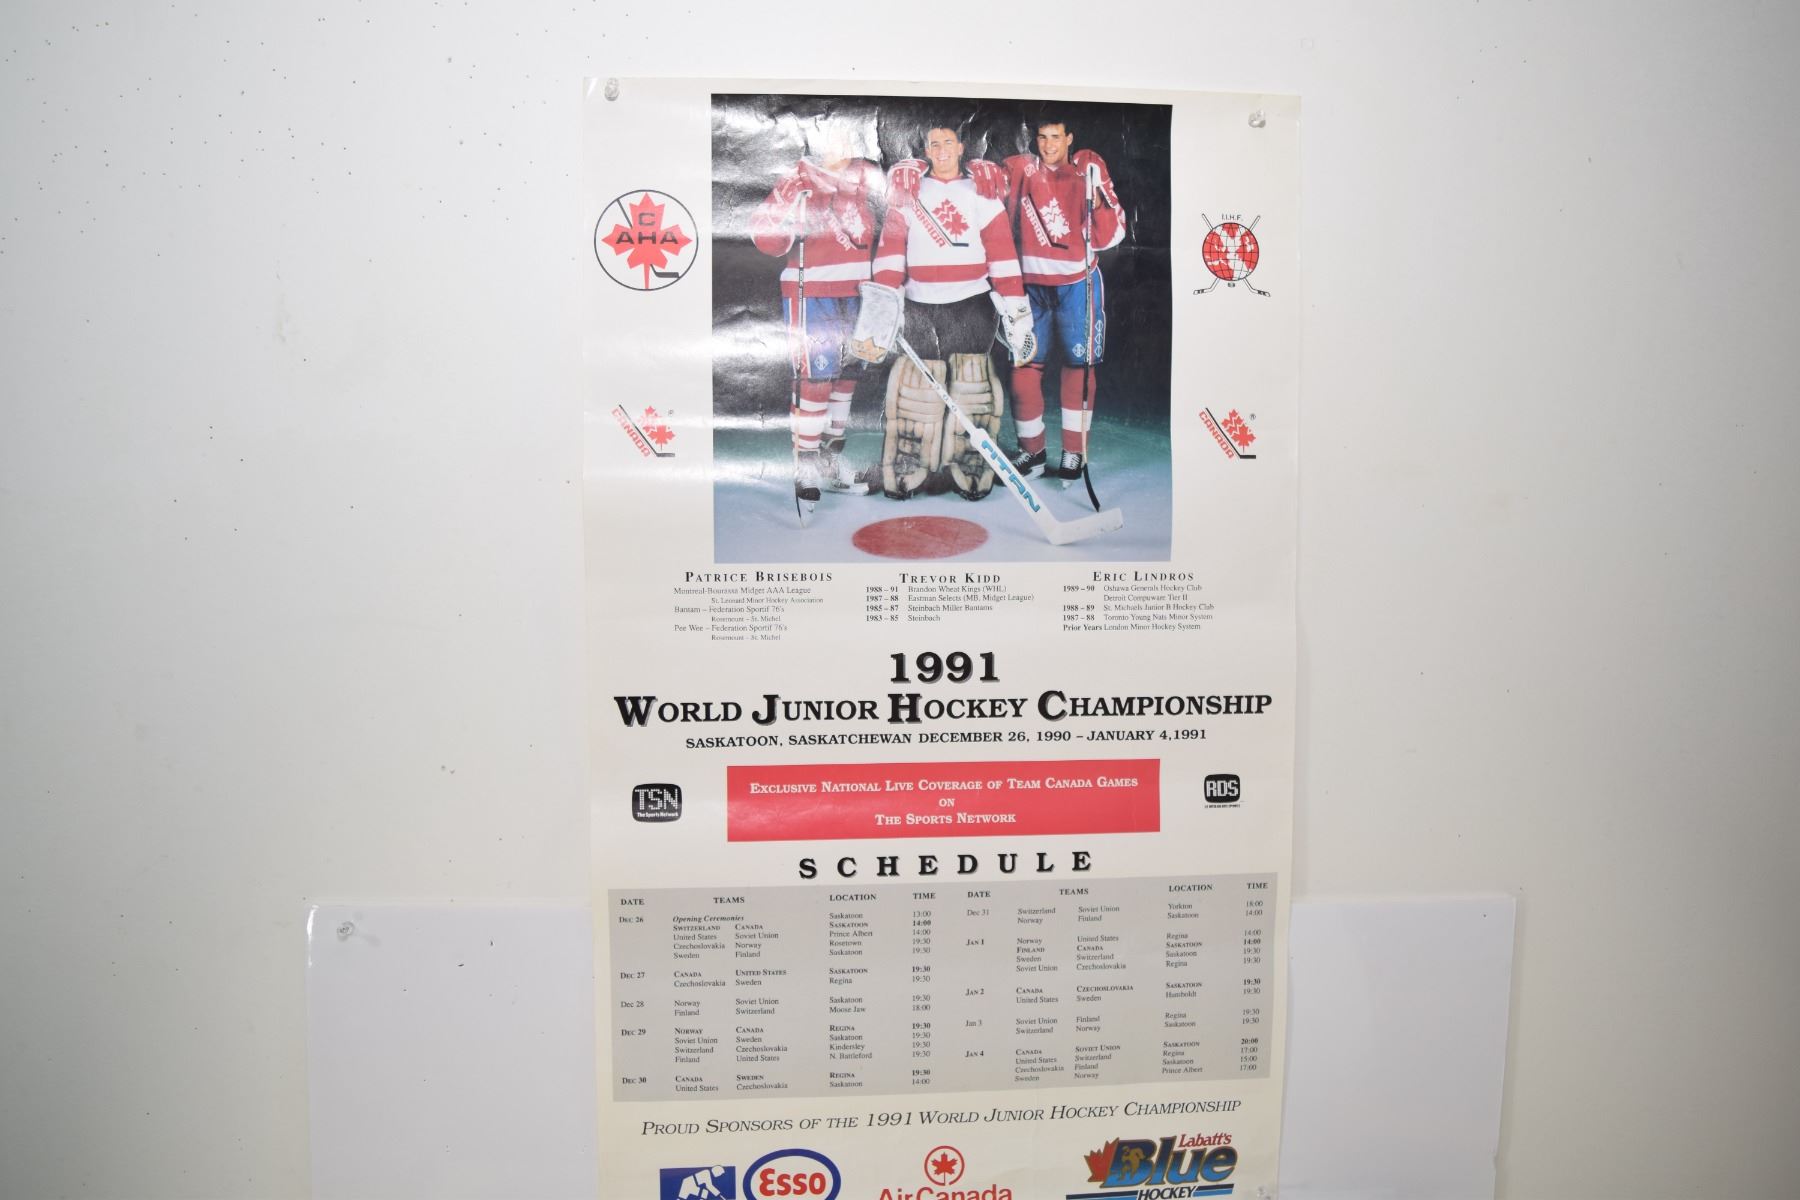 C
AHA
I.I.H.F.
CANADA
CANADA
CANADA ®
CANADA ®
TITAN
PATRICE BRISEBOIS
Montreal-Bourassa Midget AAA League
St. Leonard Minor Hockey Association
Bantam – Federation Sportif 76's
Rosemount – St. Michel
Pee Wee – Federation Sportif 76's
Rosemount – St. Michel
TREVOR KIDD
1988 – 91 Brandon Wheat Kings (WHL)
1987 – 88 Eastman Selects (MB. Midget League)
1985 – 87 Steinbach Miller Bantams
1983 – 85 Steinbach
ERIC LINDROS
1989 – 90 Oshawa Generals Hockey Club
Detroit Compuware Tier II
1988 – 89 St. Michaels Junior B Hockey Club
1987 – 88 Toronto Young Nats Minor System
Prior Years London Minor Hockey System
1991
WORLD JUNIOR HOCKEY CHAMPIONSHIP
SASKATOON, SASKATCHEWAN DECEMBER 26, 1990 – JANUARY 4, 1991
TSN
The Sports Network
EXCLUSIVE NATIONAL LIVE COVERAGE OF TEAM CANADA GAMES
ON
THE SPORTS NETWORK
RDS
SCHEDULE
DATE TEAMS LOCATION TIME
DEC 26 Opening Ceremonies Saskatoon 13:00
SWITZERLAND CANADA SASKATOON 14:00
United States Soviet Union Prince Albert 14:00
Czechoslovakia Norway Rosetown 19:30
Sweden Finland Saskatoon 19:30
DEC 27 CANADA UNITED STATES SASKATOON 19:30
Czechoslovakia Sweden Regina 19:30
Dec 28 Norway Soviet Union Saskatoon 19:30
Finland Switzerland Moose Jaw 18:00
DEC 29 NORWAY CANADA REGINA 19:30
Soviet Union Sweden Saskatoon 19:30
Switzerland Czechoslovakia Kindersley 19:30
Finland United States N. Battleford 19:30
DEC 30 CANADA SWEDEN REGINA 19:30
United States Czechoslovakia Saskatoon 14:00
DATE TEAMS LOCATION TIME
Dec 31 Switzerland Soviet Union Yorkton 18:00
Norway Finland Saskatoon 14:00
JAN 1 Norway United States Regina 14:00
FINLAND CANADA SASKATOON 14:00
Sweden Switzerland Saskatoon 19:30
Soviet Union Czechoslovakia Regina 19:30
JAN 2 CANADA CZECHOSLOVAKIA SASKATOON 19:30
United States Sweden Humboldt 19:30
Jan 3 Soviet Union Finland Regina 19:30
Switzerland Norway Saskatoon 19:30
JAN 4 CANADA SOVIET UNION SASKATOON 20:00
United States Switzerland Regina 17:00
Czechoslovakia Finland Saskatoon 15:00
Sweden Norway Prince Albert 17:00
PROUD SPONSORS OF THE 1991 WORLD JUNIOR HOCKEY CHAMPIONSHIP
Esso
Air Canada
Labatt's
Blue
HOCKEY